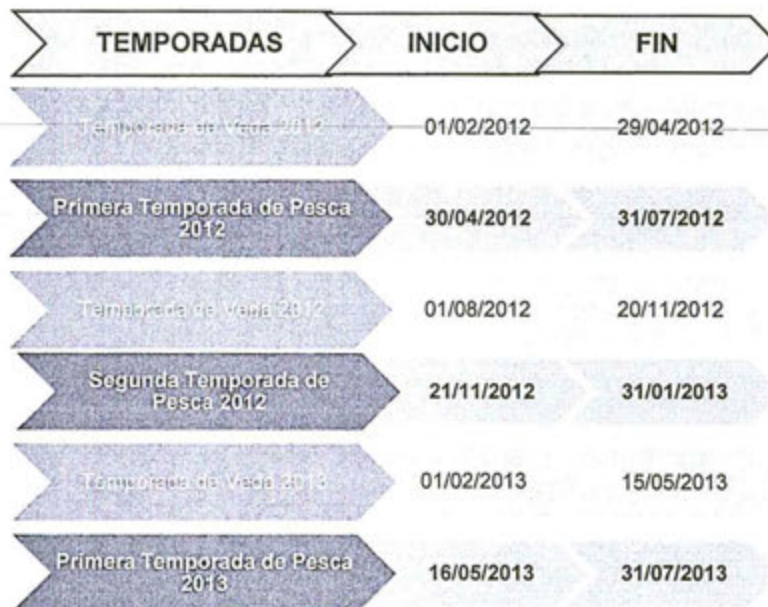 TEMPORADAS INICIO FIN
Temporada de Veda 2012 01/02/2012 29/04/2012
Primera Temporada de Pesca
2012 30/04/2012 31/07/2012
Temporada de Veda 2012 01/08/2012 20/11/2012
Segunda Temporada de
Pesca 2012 21/11/2012 31/01/2013
Temporada de Veda 2013 01/02/2013 15/05/2013
Primera Temporada de Pesca
2013 16/05/2013 31/07/2013